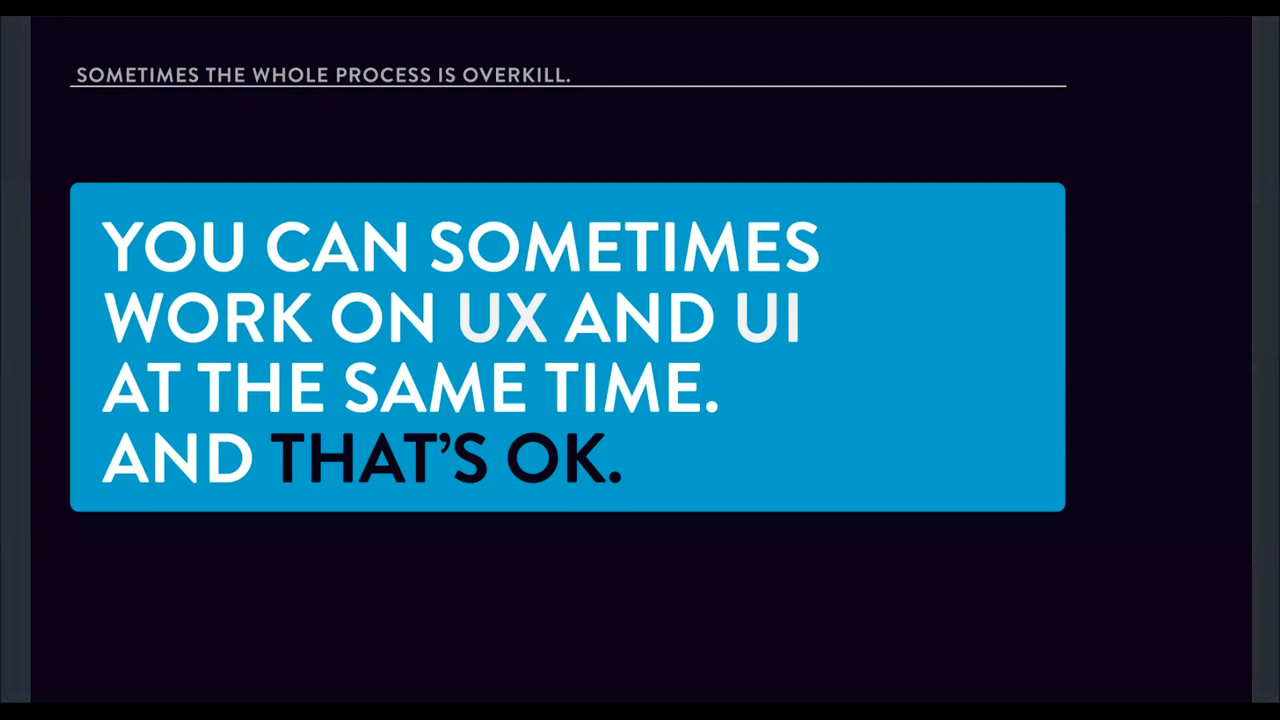 SOMETIMES THE WHOLE PROCESS IS OVERKILL.
YOU CAN SOMETIMES
WORK ON UX AND UI
AT THE SAME TIME.
AND THAT’S OK.